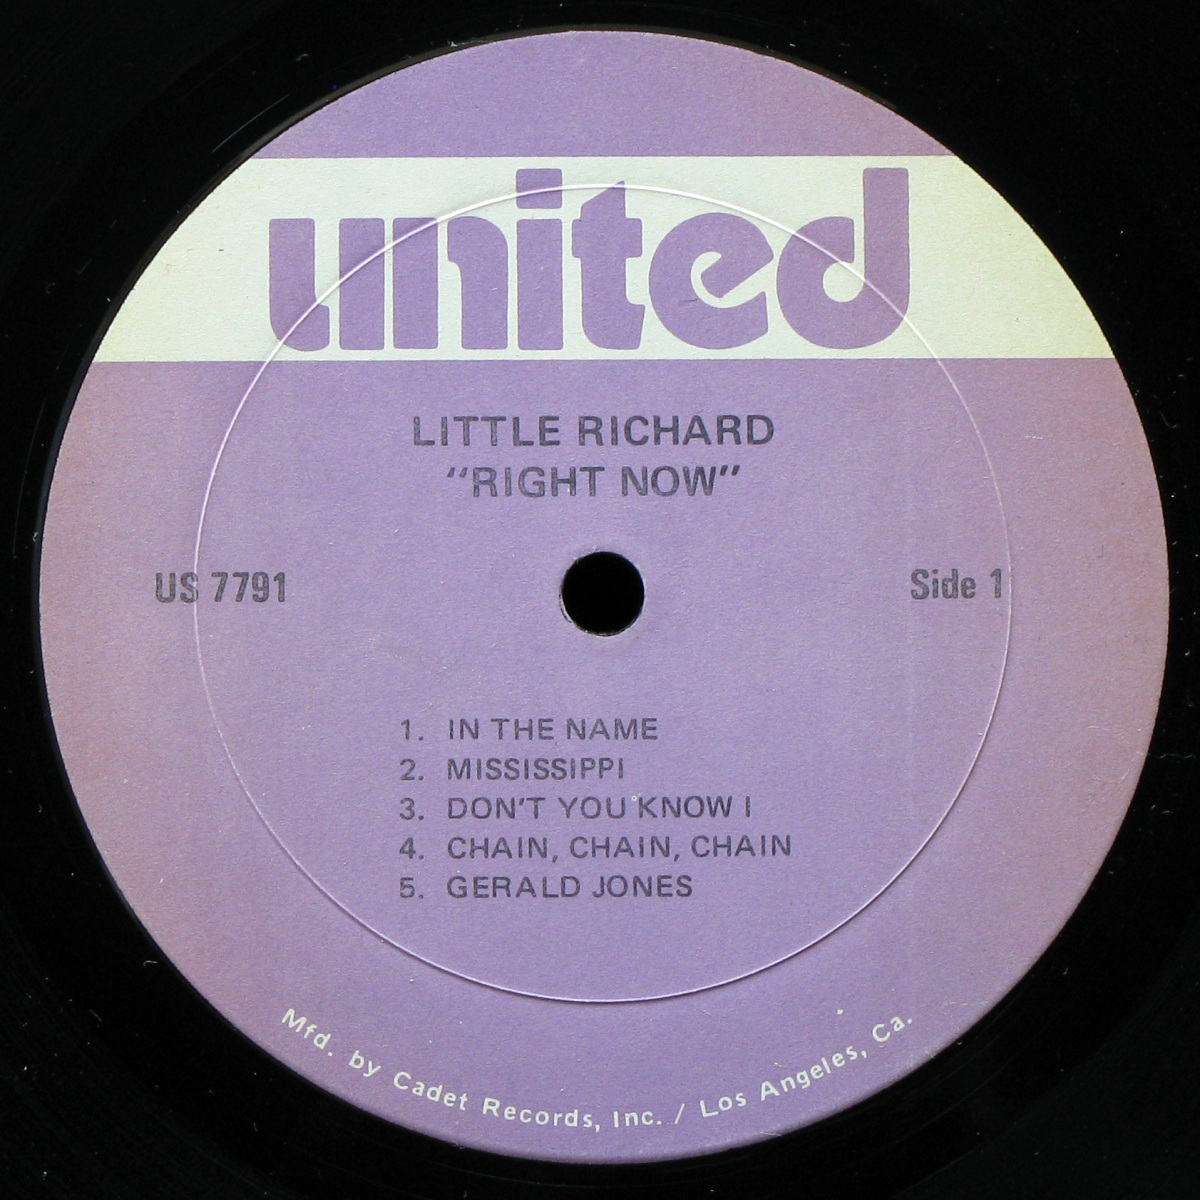 united
LITTLE RICHARD
"RIGHT NOW"
US 7791
Side 1
1. IN THE NAME
2. MISSISSIPPI
3. DON'T YOU KNOW I
4. CHAIN, CHAIN, CHAIN
5. GERALD JONES
Mfd. by Cadet Records, Inc. / Los Angeles, Ca.